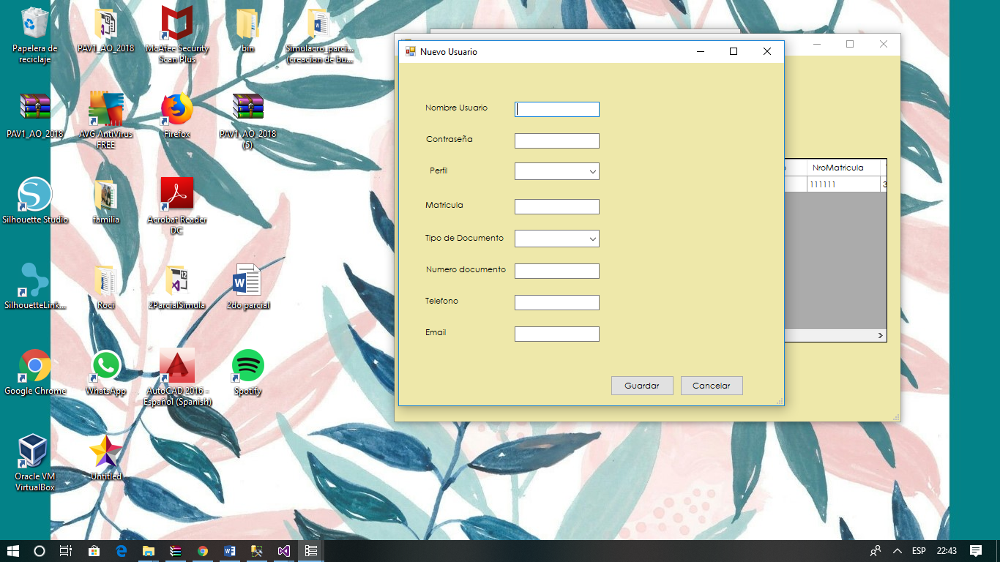 Papelera de
reciclaje
PAV1_AO_2018
McAfee Security
Scan Plus
bin
Simulacro_parci...
(creacion de bu...
PAV1_AO_2018
AVG AntiVirus
FREE
Firefox
PAV1_AO_2018
(5)
Silhouette Studio
familia
Acrobat Reader
DC
SilhouetteLink...
Roci
2ParcialSimula
2do parcial
Google Chrome
WhatsApp
AutoCAD 2016 -
Español (Spanish)
Spotify
Oracle VM
VirtualBox
Untitled
Nuevo Usuario
Nombre Usuario
Contraseña
Perfil
Matricula
Tipo de Documento
Numero documento
Telefono
Email
Guardar
Cancelar
NroMatricula
111111
3
ESP
22:43